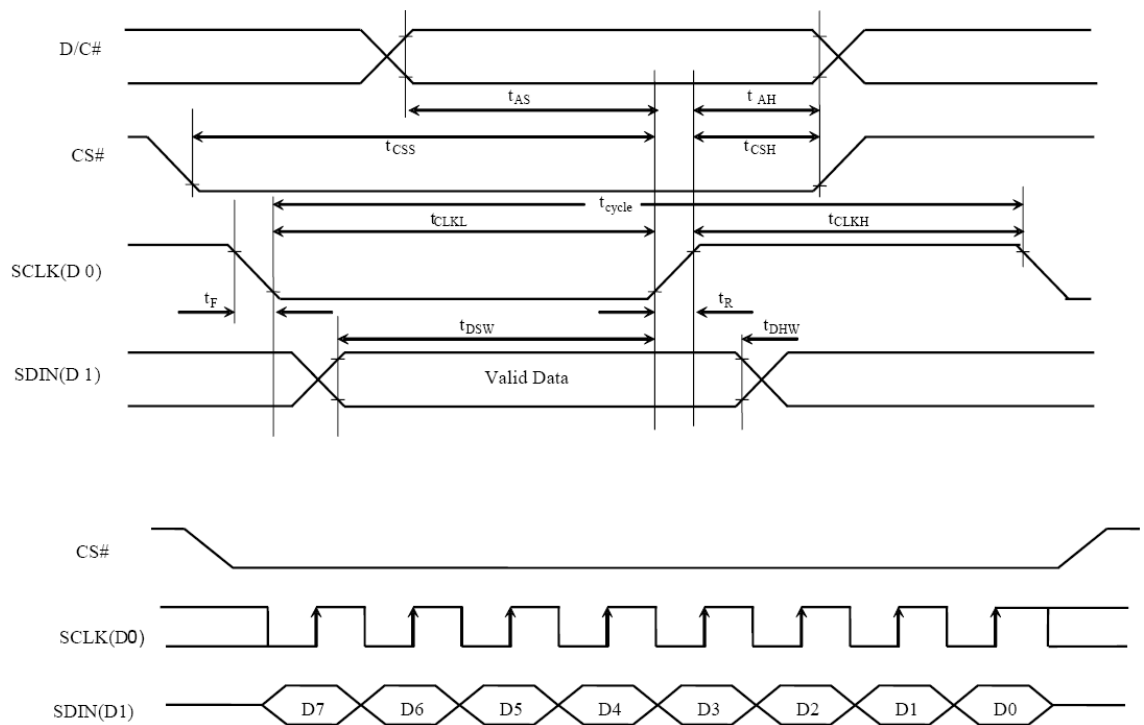 D/C#
tAS
t AH
CS#
tCSS
tCSH
tcycle
tCLKL
tCLKH
SCLK(D 0)
tF
tR
tDSW
tDHW
SDIN(D 1)
Valid Data
CS#
SCLK(D0)
SDIN(D1)
D7 D6 D5 D4 D3 D2 D1 D0